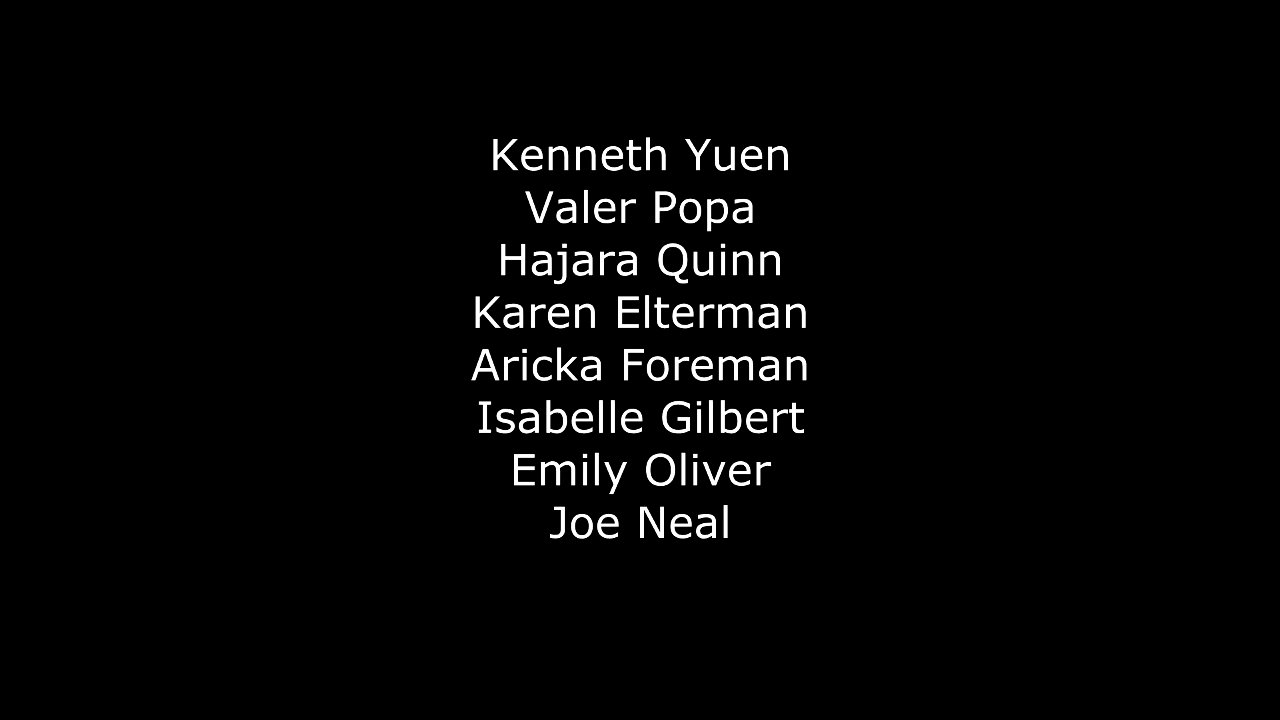 Kenneth Yuen
Valer Popa
Hajara Quinn
Karen Elterman
Aricka Foreman
Isabelle Gilbert
Emily Oliver
Joe Neal